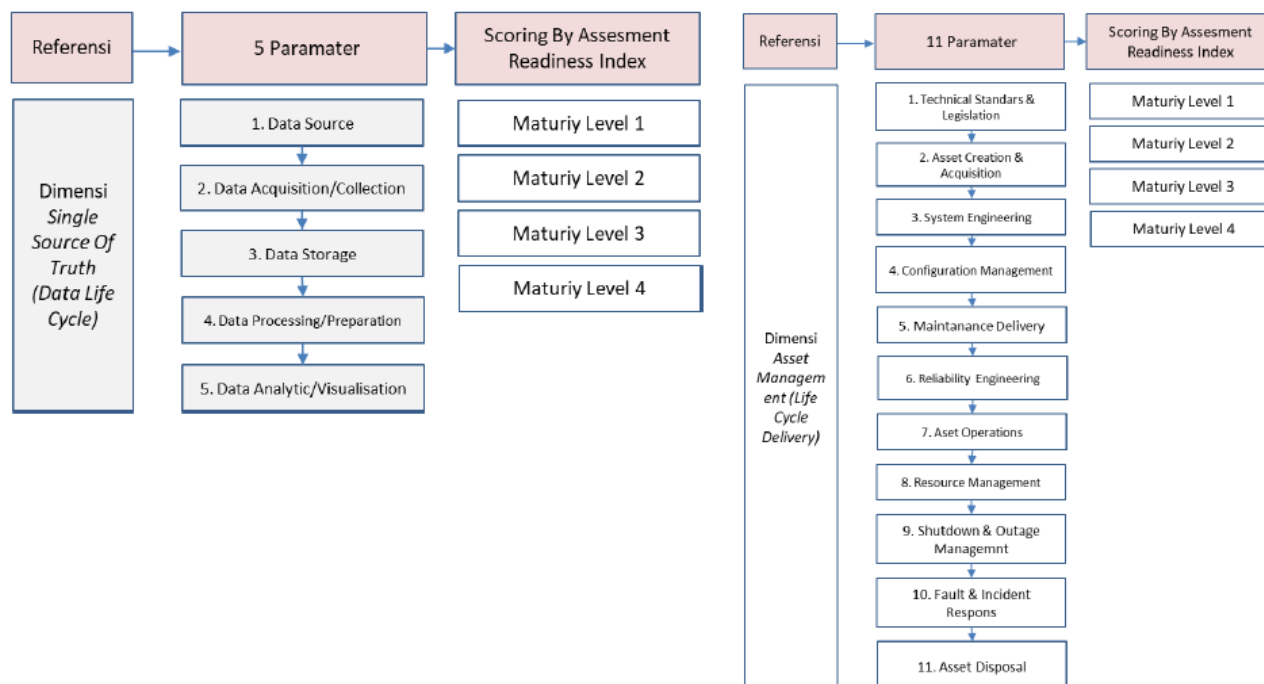 Referensi
5 Paramater
Scoring By Assesment
Readiness Index
Dimensi
Single
Source Of
Truth
(Data Life
Cycle)
1. Data Source
2. Data Acquisition/Collection
3. Data Storage
4. Data Processing/Preparation
5. Data Analytic/Visualisation
Maturiy Level 1
Maturiy Level 2
Maturiy Level 3
Maturiy Level 4
Referensi
11 Paramater
Scoring By Assesment
Readiness Index
Dimensi
Asset
Managem
ent (Life
Cycle
Delivery)
1. Technical Standars &
Legislation
2. Asset Creation &
Acquisition
3. System Engineering
4. Configuration Management
5. Maintanance Delivery
6. Reliability Engineering
7. Aset Operations
8. Resource Management
9. Shutdown & Outage
Managemnt
10. Fault & Incident
Respons
11. Asset Disposal
Maturiy Level 1
Maturiy Level 2
Maturiy Level 3
Maturiy Level 4